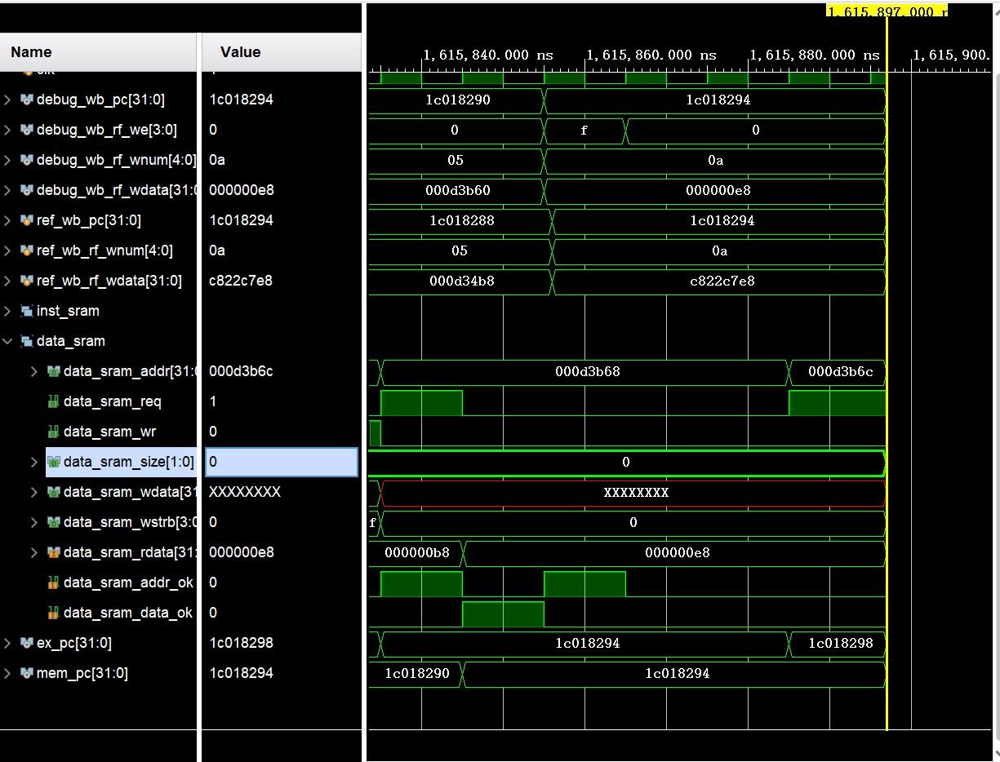 1,615,897.000 n
Name Value
1,615,840.000 ns 1,615,860.000 ns 1,615,880.000 ns 1,615,900.
clk 1
debug_wb_pc[31:0] 1c018294 1c018290 1c018294
debug_wb_rf_we[3:0] 0 0 f 0
debug_wb_rf_wnum[4:0] 0a 05 0a
debug_wb_rf_wdata[31:0 000000e8 000d3b60 000000e8
ref_wb_pc[31:0] 1c018294 1c018288 1c018294
ref_wb_rf_wnum[4:0] 0a 05 0a
ref_wb_rf_wdata[31:0] c822c7e8 000d34b8 c822c7e8
inst_sram
data_sram
data_sram_addr[31:0 000d3b6c 000d3b68 000d3b6c
data_sram_req 1
data_sram_wr 0
data_sram_size[1:0] 0 0
data_sram_wdata[31 XXXXXXXX XXXXXXXX
data_sram_wstrb[3:0 0 f 0
data_sram_rdata[31: 000000e8 000000b8 000000e8
data_sram_addr_ok 0
data_sram_data_ok 0
ex_pc[31:0] 1c018298 1c018294 1c018298
mem_pc[31:0] 1c018294 1c018290 1c018294